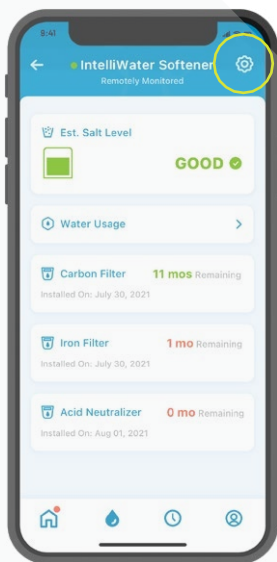 9:41
IntelliWater Softener
Remotely Monitored
Est. Salt Level
GOOD
Water Usage
Carbon Filter 11 mos Remaining
Installed On: July 30, 2021
Iron Filter 1 mo Remaining
Installed On: July 30, 2021
Acid Neutralizer 0 mo Remaining
Installed On: Aug 01, 2021